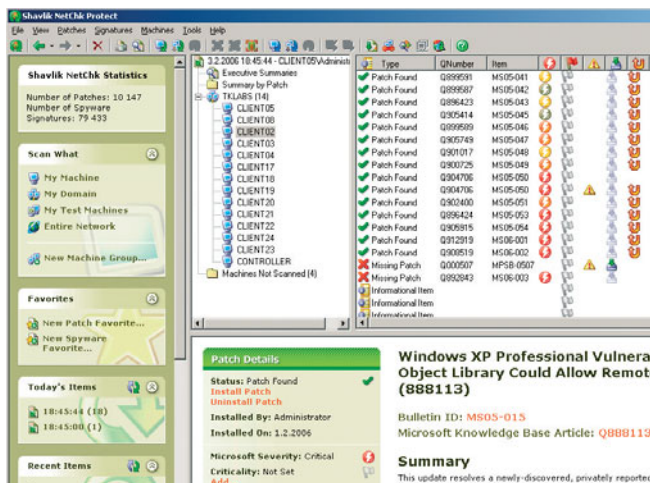 Shavlik NetChk Protect
File View Patches Signatures Machines Tools Help
Shavlik NetChk Statistics
Number of Patches: 10 147
Number of Spyware
Signatures: 79 433
Scan What
My Machine
My Domain
My Test Machines
Entire Network
New Machine Group...
Favorites
New Patch Favorite...
New Spyware
Favorite...
Today's Items
18:45:44 (18)
18:45:00 (1)
Recent Items
3.2.2006 18:45:44 - CLIENT05\Administ
Executive Summaries
Summary by Patch
TKLABS (14)
CLIENT05
CLIENT08
CLIENT02
CLIENT03
CLIENT04
CLIENT17
CLIENT18
CLIENT19
CLIENT20
CLIENT21
CLIENT22
CLIENT24
CLIENT23
CONTROLLER
Machines Not Scanned (4)
Type QNumber Item
Patch Found Q899591 MS05-041
Patch Found Q899587 MS05-042
Patch Found Q896423 MS05-043
Patch Found Q905414 MS05-045
Patch Found Q899589 MS05-046
Patch Found Q905749 MS05-047
Patch Found Q901017 MS05-048
Patch Found Q900725 MS05-049
Patch Found Q904706 MS05-050
Patch Found Q904706 MS05-050
Patch Found Q902400 MS05-051
Patch Found Q896424 MS05-053
Patch Found Q905915 MS05-054
Patch Found Q912919 MS06-001
Patch Found Q908519 MS06-002
Missing Patch Q000507 MPSB-0507
Missing Patch Q892843 MS06-003
Informational Item
Informational Item
Informational Item
Patch Details
Status: Patch Found
Install Patch
Uninstall Patch
Installed By: Administrator
Installed On: 1.2.2006
Microsoft Severity: Critical
Criticality: Not Set
Add
Windows XP Professional Vulnera
Object Library Could Allow Remot
(888113)
Bulletin ID: MS05-015
Microsoft Knowledge Base Article: Q888113
Summary
This update resolves a newly-discovered, privately reported